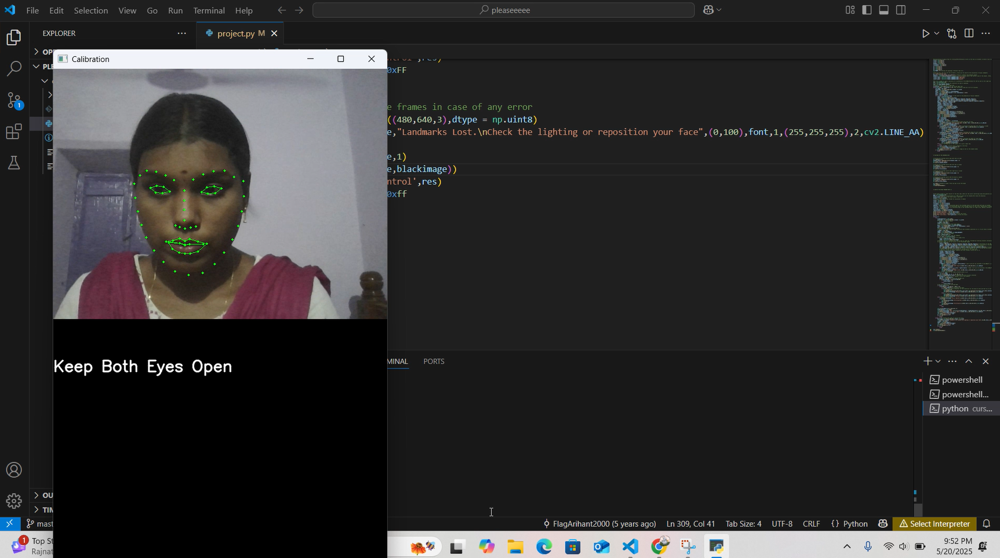 File Edit Selection View Go Run Terminal Help
pleaseeeee
EXPLORER
project.py M
Calibration
0xFF
e frames in case of any error
((480,640,3),dtype = np.uint8)
e,"Landmarks Lost.\nCheck the lighting or reposition your face",(0,100),font,1,(255,255,255),2,cv2.LINE_AA)
e,1)
e,blackimage))
ntrol',res)
0xff
Keep Both Eyes Open
MINAL PORTS
powershell
powershell...
python curs...
1
OU
TIM
mast
FlagArihant2000 (5 years ago) Ln 309, Col 41 Tab Size: 4 UTF-8 CRLF {} Python Select Interpreter
1
Top St
Rajnat
9:52 PM
5/20/2025